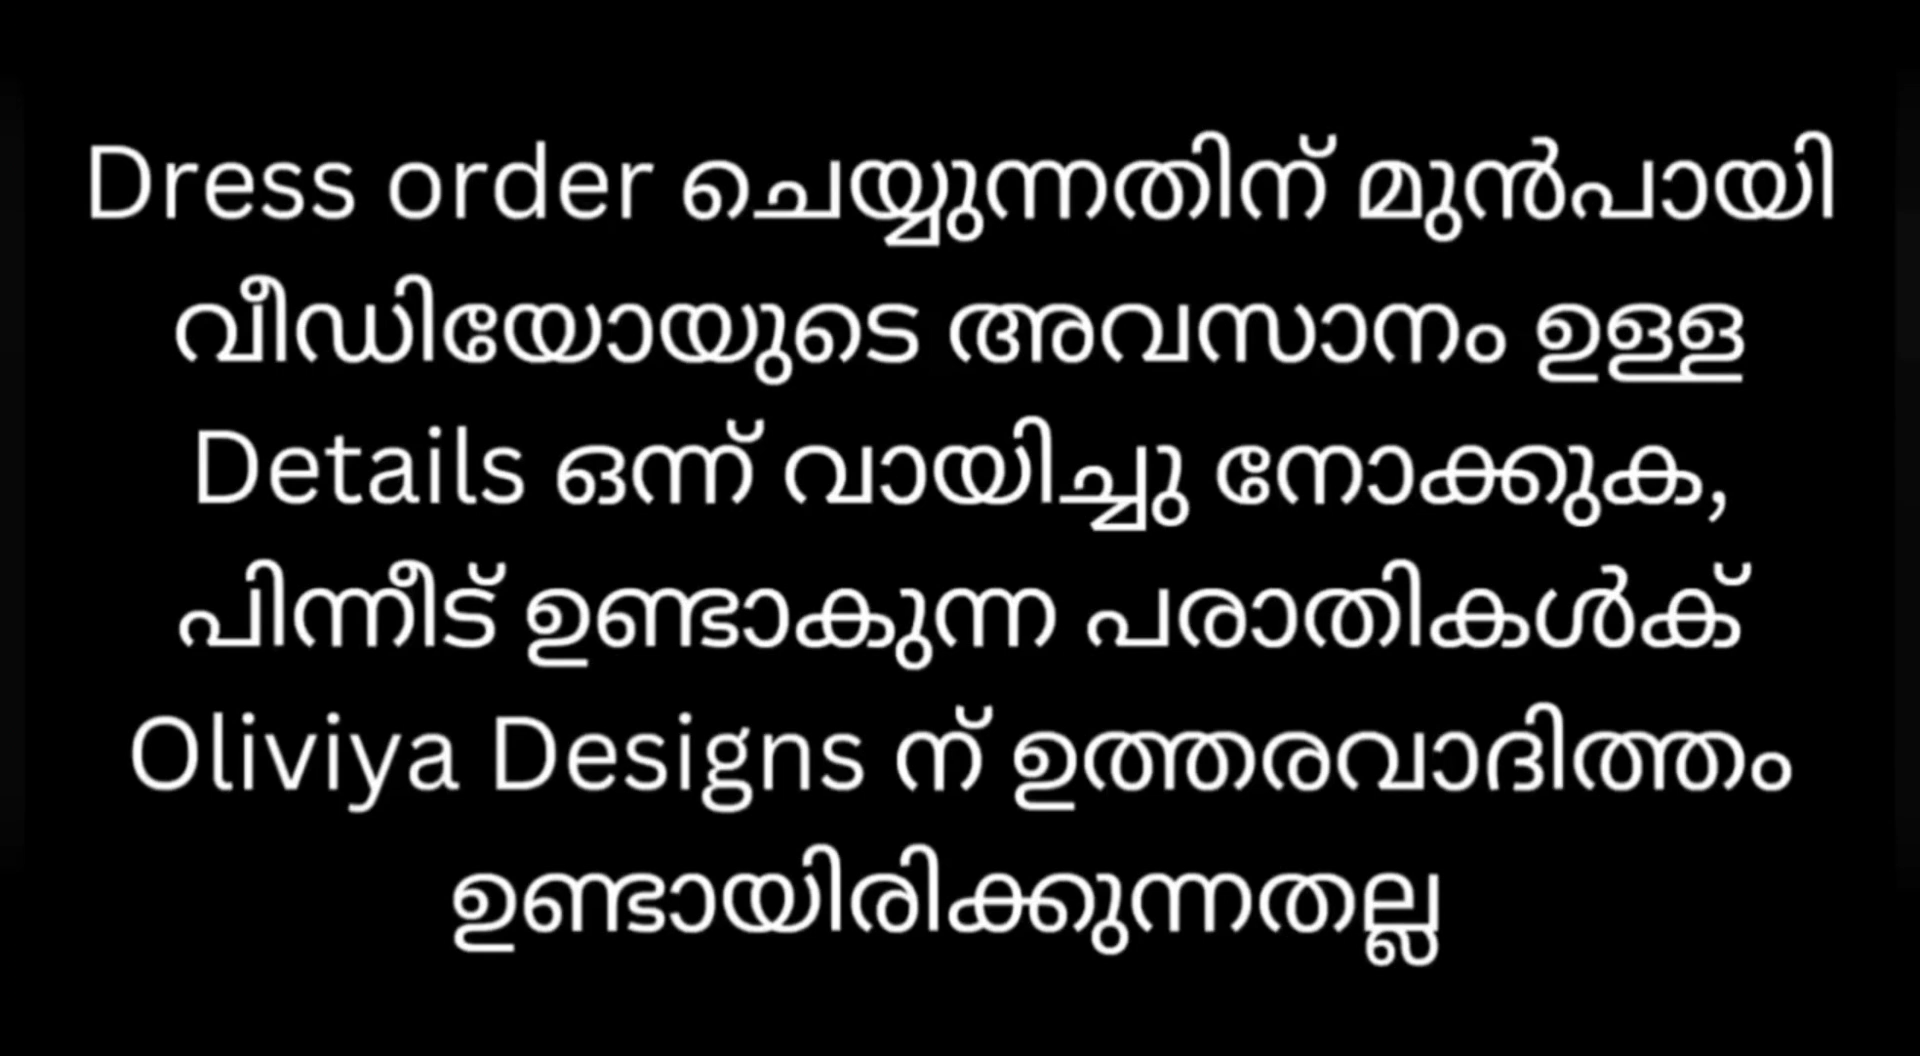 Dress order ചെയ്യുന്നതിന് മുൻപായി
വീഡിയോയുടെ അവസാനം ഉള്ള
Details ഒന്ന് വായിച്ചു നോക്കുക,
പിന്നീട് ഉണ്ടാകുന്ന പരാതികൾക്
Oliviya Designs ന് ഉത്തരവാദിത്തം
ഉണ്ടായിരിക്കുന്നതല്ല